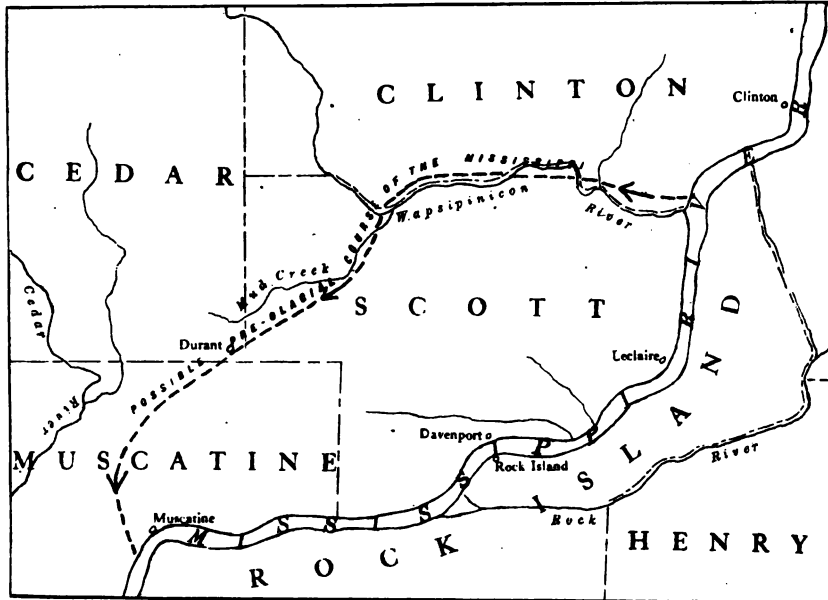 CLINTON
Clinton
CEDAR
POSSIBLE PRE-GLACIAL COURSE OF THE MISSISSIPPI
Wapsipinicon
River
Mud Creek
Cedar
River
SCOTT
Durant
Leclaire
Davenport
Rock Island
MUSCATINE
Muscatine
MISSISSIPPI RIVER
ROCK ISLAND
Rock
River
HENRY